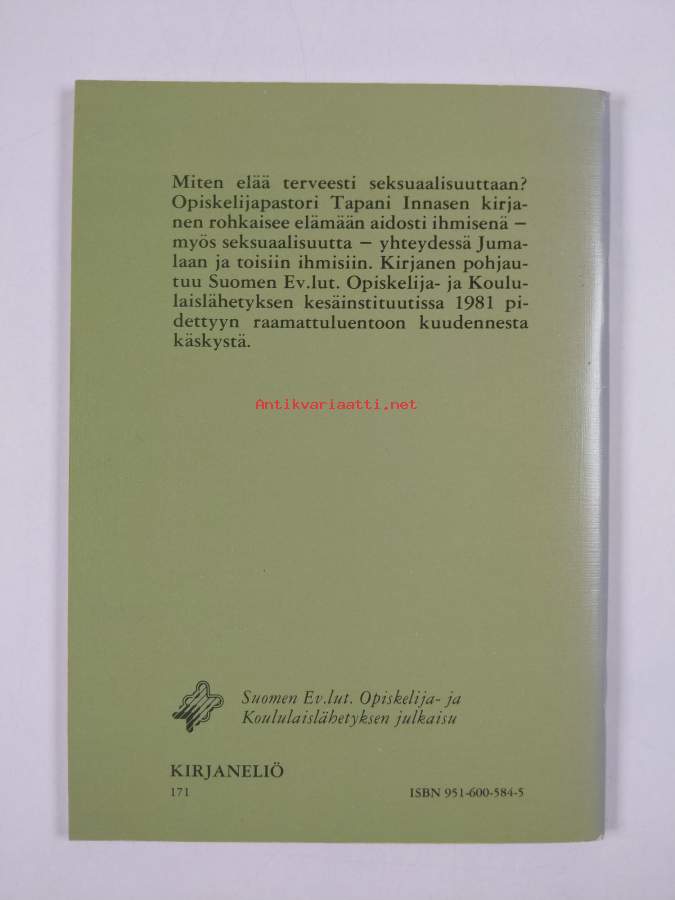 Miten elää terveesti seksuaalisuuttaan?
Opiskelijapastori Tapani Innasen kirja-
nen rohkaisee elämään aidosti ihmisenä –
myös seksuaalisuutta – yhteydessä Juma-
laan ja toisiin ihmisiin. Kirjanen pohjau-
tuu Suomen Ev.lut. Opiskelija- ja Koulu-
laislähetyksen kesäinstituutissa 1981 pi-
dettyyn raamattuluentoon kuudennesta
käskystä.
Antikvariaatti.net
Suomen Ev.lut. Opiskelija- ja
Koululaislähetyksen julkaisu
KIRJANELIÖ
171
ISBN 951-600-584-5